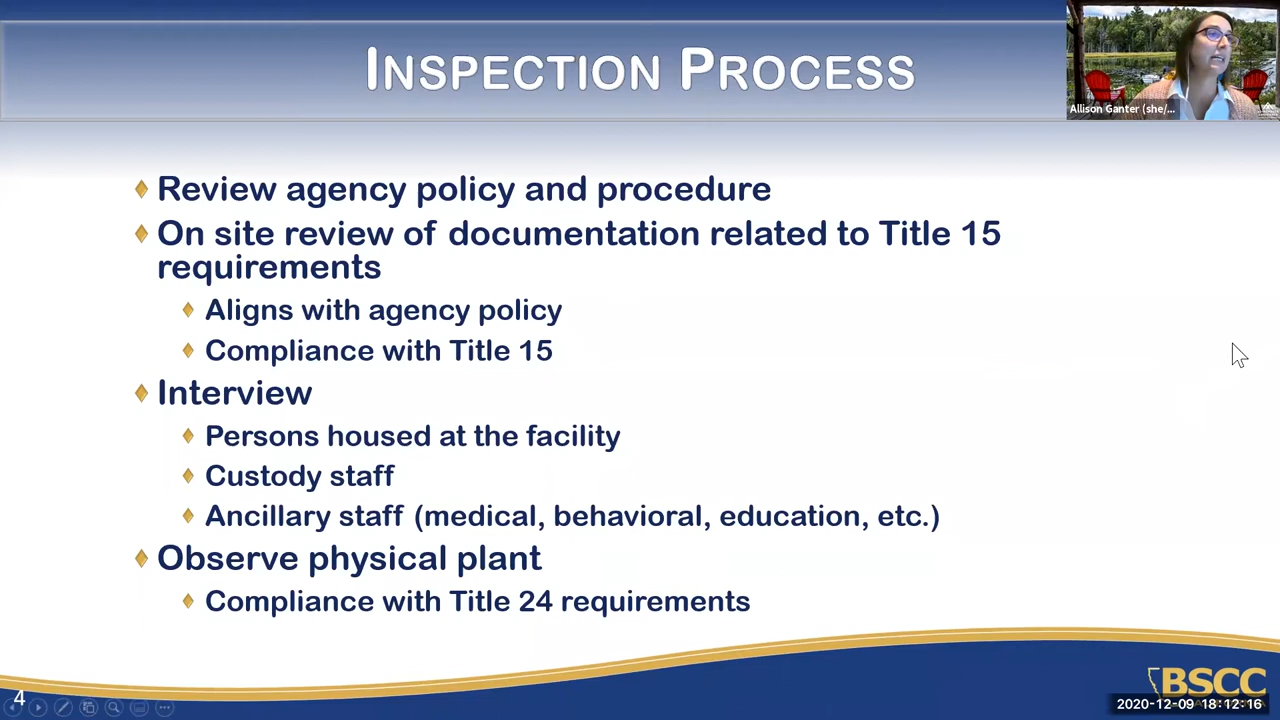 INSPECTION PROCESS
Allison Ganter (she/...
Review agency policy and procedure
On site review of documentation related to Title 15
requirements
Aligns with agency policy
Compliance with Title 15
Interview
Persons housed at the facility
Custody staff
Ancillary staff (medical, behavioral, education, etc.)
Observe physical plant
Compliance with Title 24 requirements
4
BSCC
2020-12-09 18:12:16